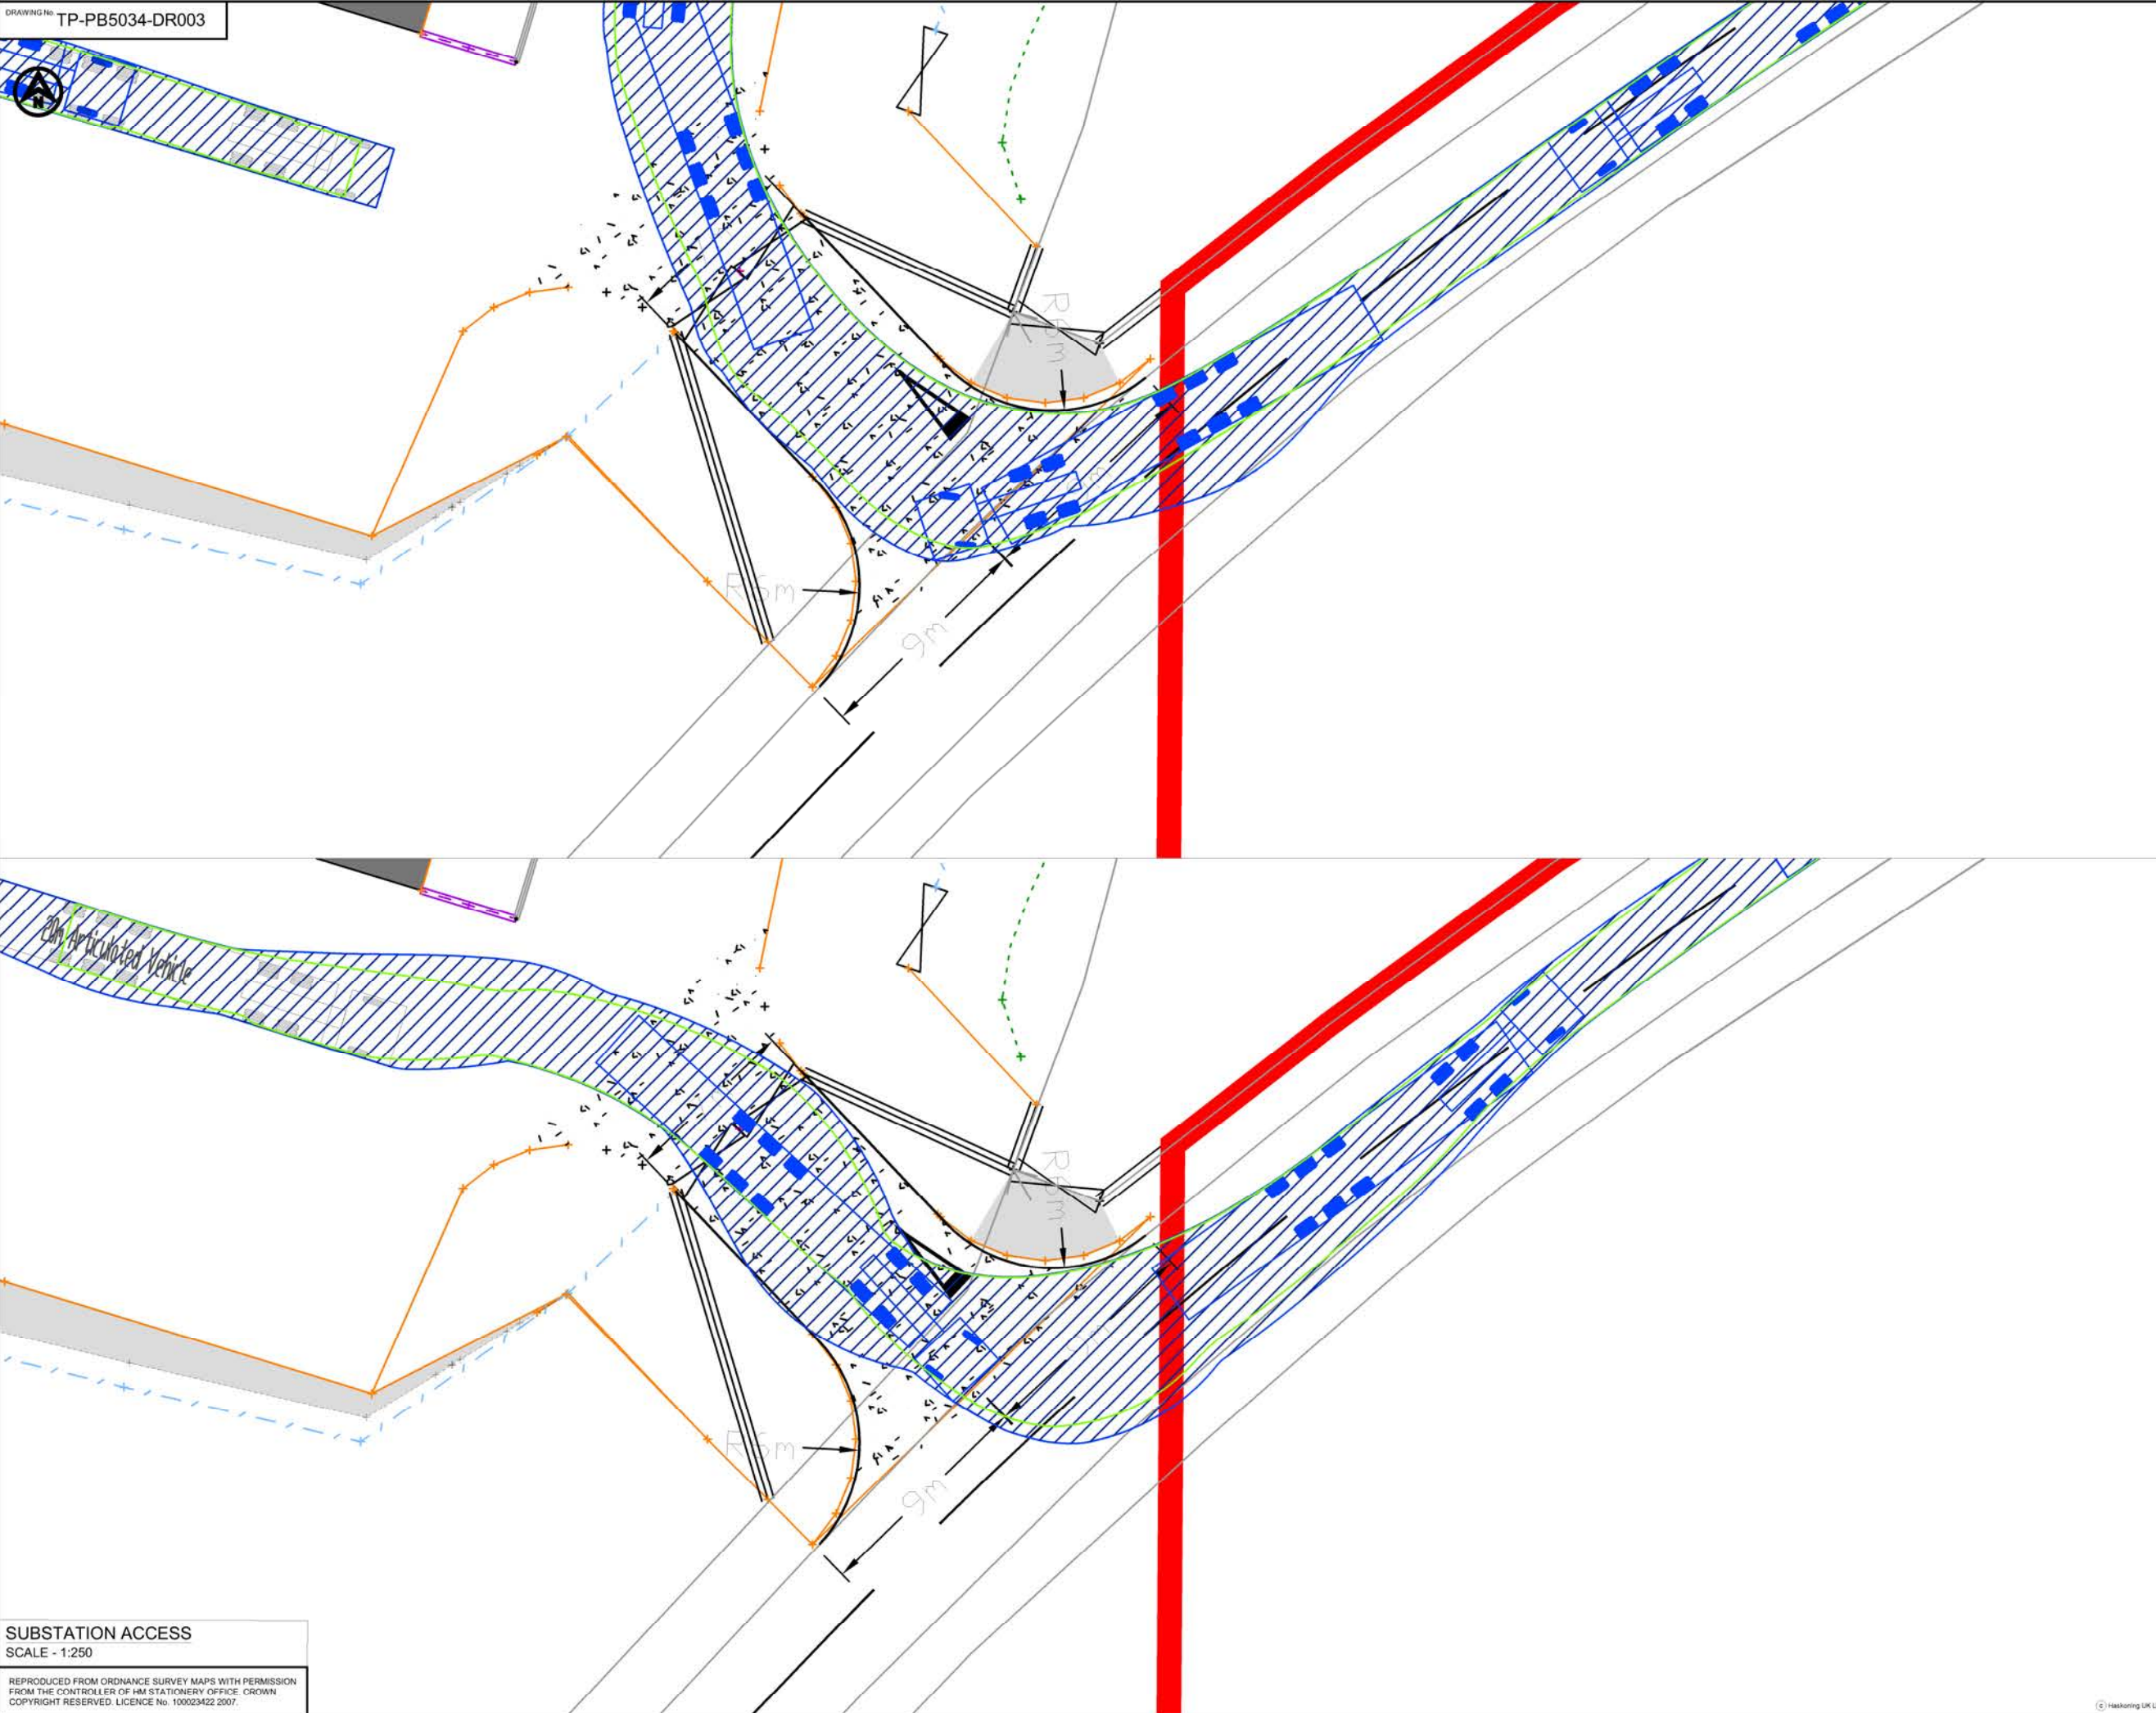 DRAWING No. TP-PB5034-DR003
N
R6m
R6m
9m
20m Articulated Vehicle
R6m
R6m
9m
SUBSTATION ACCESS
SCALE - 1:250
REPRODUCED FROM ORDNANCE SURVEY MAPS WITH PERMISSION
FROM THE CONTROLLER OF HM STATIONERY OFFICE. CROWN
COPYRIGHT RESERVED. LICENCE No. 100023422 2007.
© Haskoning UK L